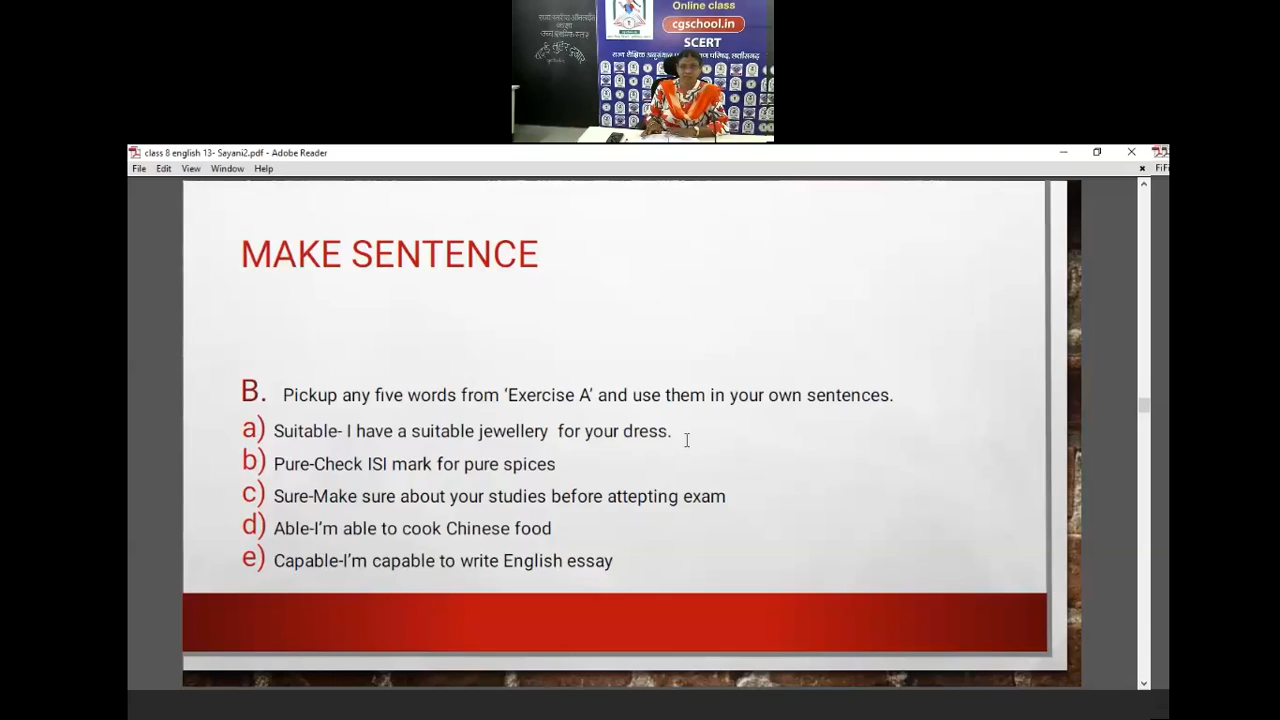 Online class
cgschool.in
SCERT
MAKE SENTENCE
class 8 english 13- Sayani2.pdf - Adobe Reader
File Edit View Window Help
B. Pickup any five words from ‘Exercise A’ and use them in your own sentences.
a) Suitable- I have a suitable jewellery for your dress.
b) Pure-Check ISI mark for pure spices
c) Sure-Make sure about your studies before attepting exam
d) Able-I’m able to cook Chinese food
e) Capable-I’m capable to write English essay